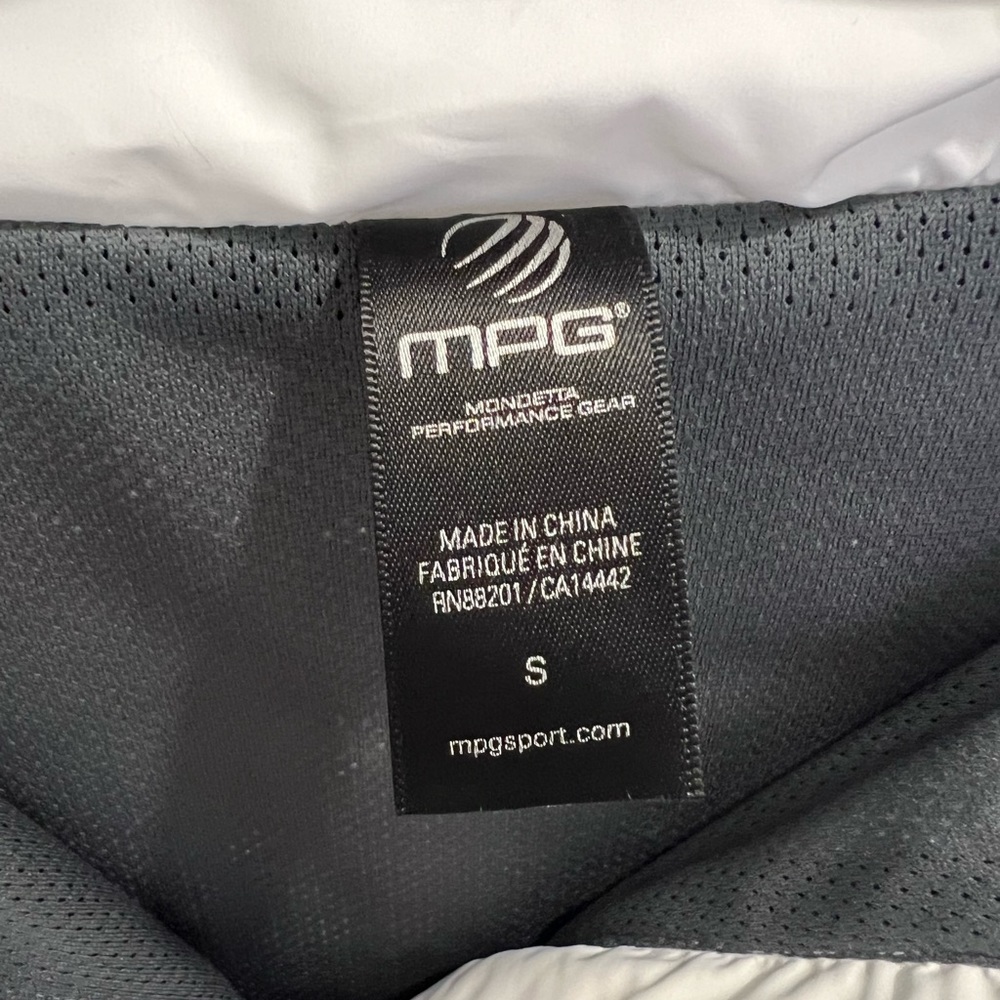 MPG®
MONDETTA
PERFORMANCE GEAR
MADE IN CHINA
FABRIQUÉ EN CHINE
RN88201 / CA14442
S
mpgsport.com